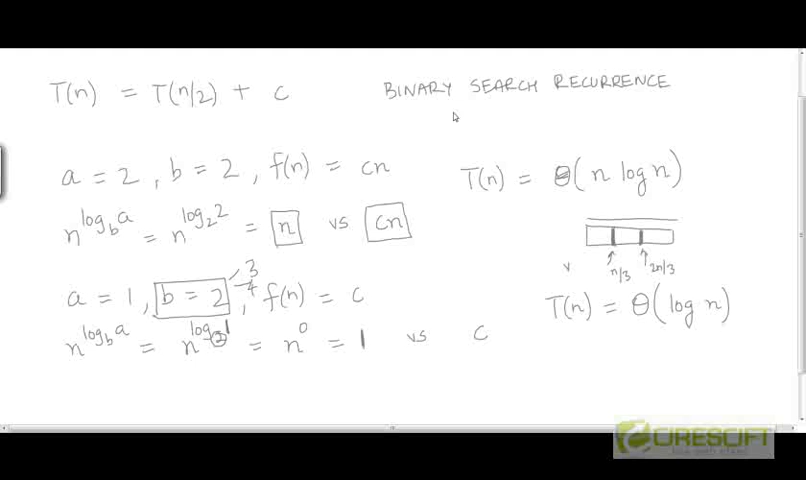 T(n) = T(n/2) + c
BINARY SEARCH RECURRENCE
a = 2, b = 2, f(n) = cn
T(n) = Θ(n log n)
n^{log_b a} = n^{log_2 2} = n vs cn
n/3 2n/3
3
4
a = 1, b = 2, f(n) = c
T(n) = Θ(log n)
n^{log_b a} = n^{log_2 1} = n^0 = 1 vs c